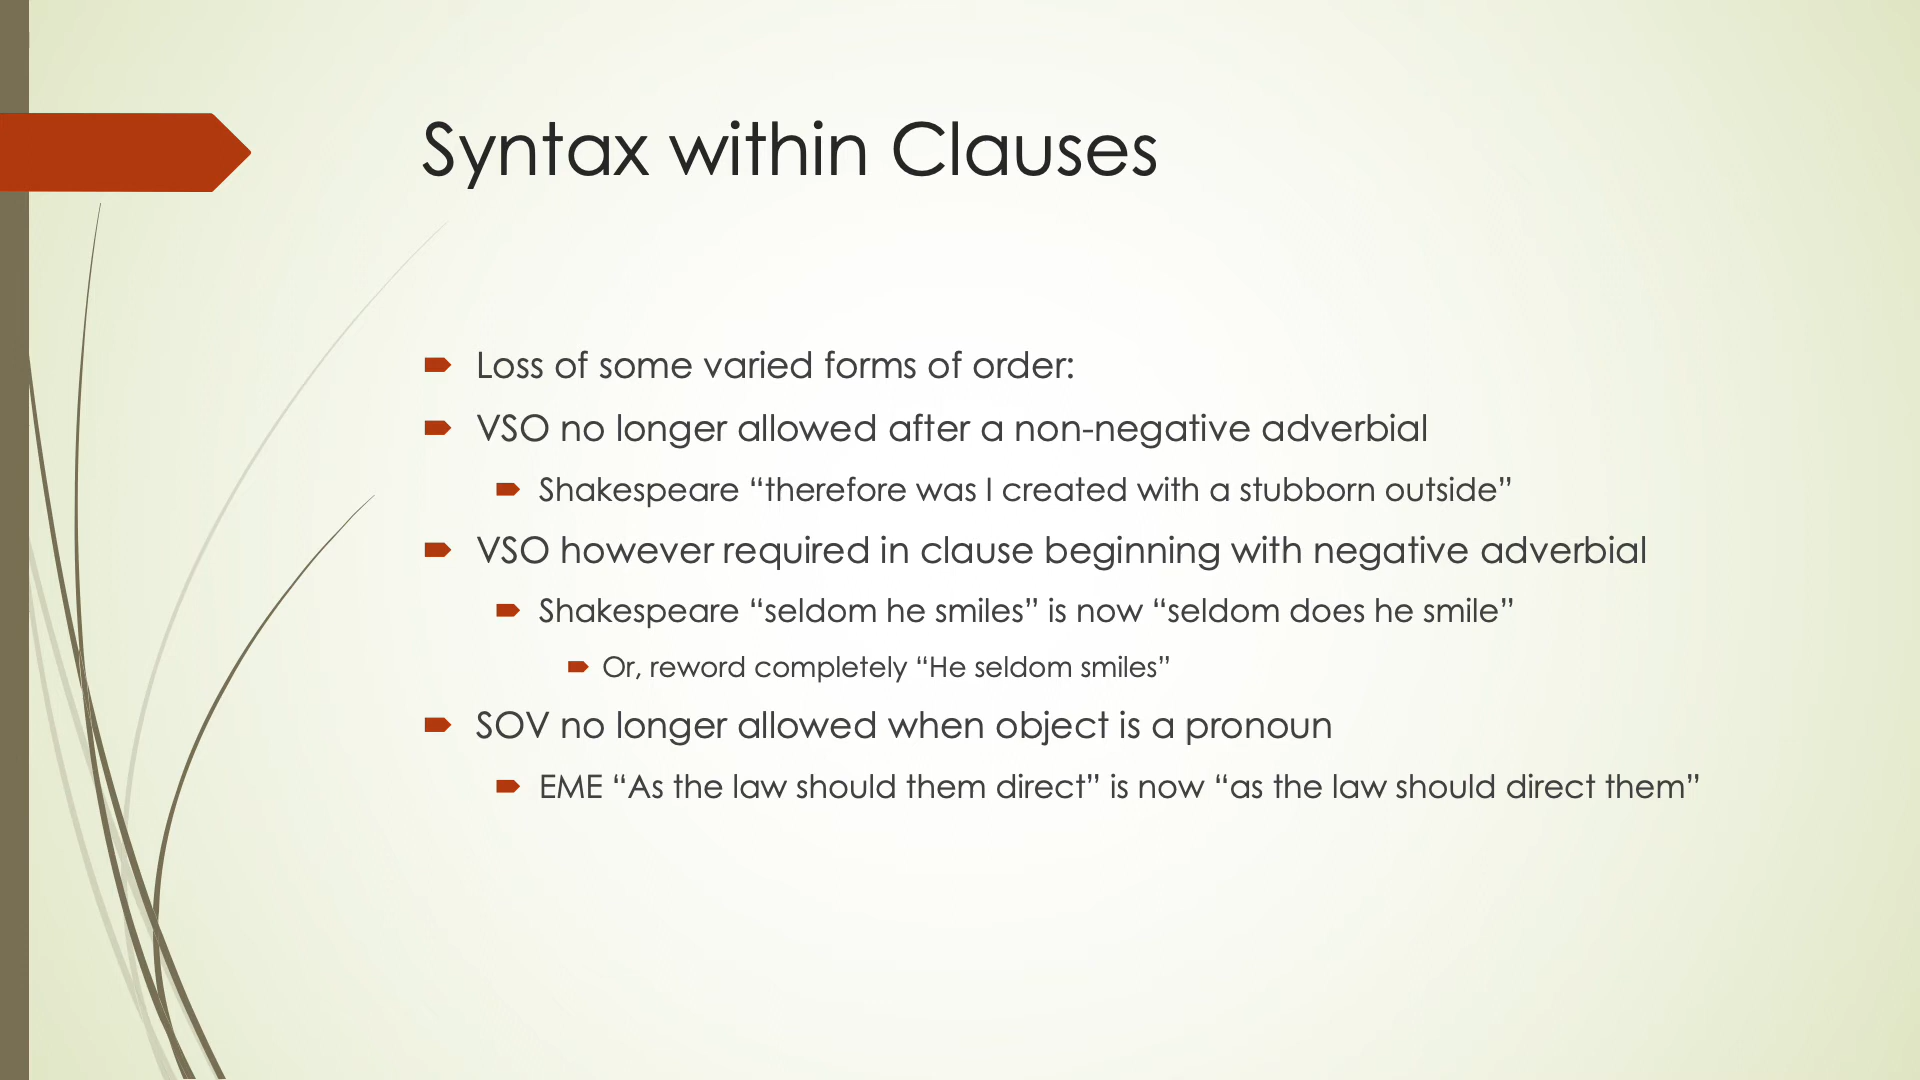 Syntax within Clauses
Loss of some varied forms of order:
VSO no longer allowed after a non-negative adverbial
Shakespeare “therefore was I created with a stubborn outside”
VSO however required in clause beginning with negative adverbial
Shakespeare “seldom he smiles” is now “seldom does he smile”
Or, reword completely “He seldom smiles”
SOV no longer allowed when object is a pronoun
EME “As the law should them direct” is now “as the law should direct them”